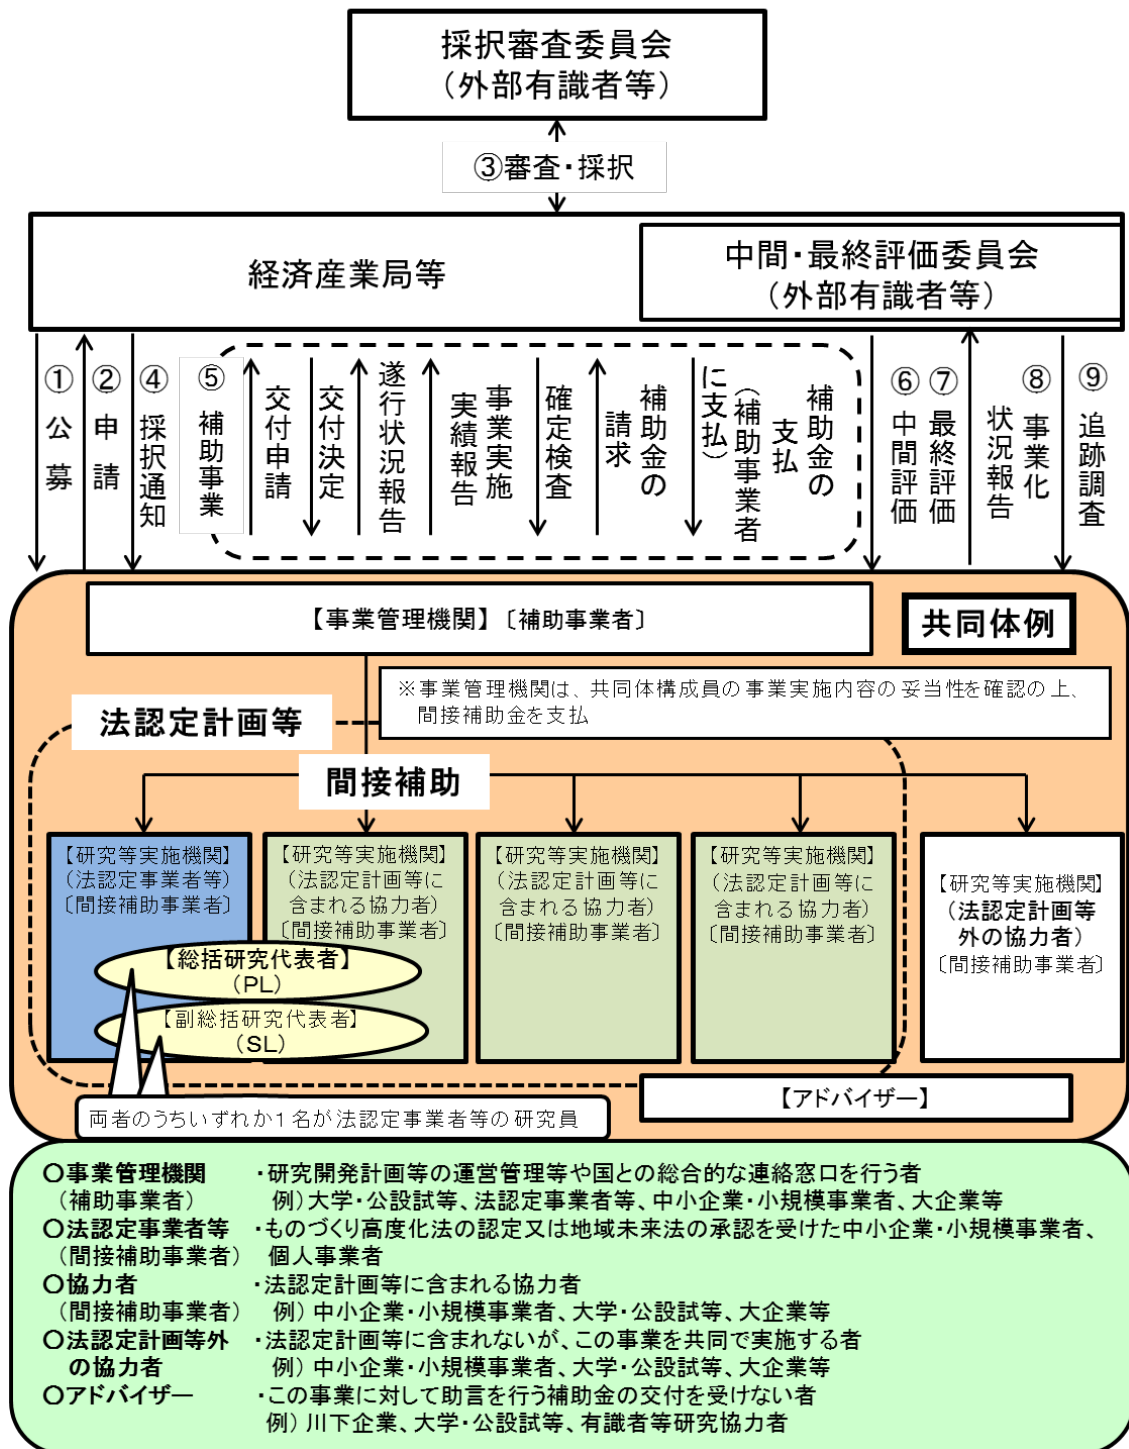 採択審査委員会
（外部有識者等）
③審査・採択
経済産業局等
中間・最終評価委員会
（外部有識者等）
①公募
②申請
④採択通知
⑤補助事業
交付申請
交付決定
遂行状況報告
事業実施
実績報告
確定検査
補助金の
請求
補助金の
支払
（補助事業者
に支払）
⑥中間評価
⑦最終評価
⑧事業化
状況報告
⑨追跡調査
【事業管理機関】〔補助事業者〕
共同体例
※事業管理機関は、共同体構成員の事業実施内容の妥当性を確認の上、
間接補助金を支払
法認定計画等
間接補助
【研究等実施機関】
（法認定事業者等）
〔間接補助事業者〕
【研究等実施機関】
（法認定計画等に
含まれる協力者）
〔間接補助事業者〕
【研究等実施機関】
（法認定計画等に
含まれる協力者）
〔間接補助事業者〕
【研究等実施機関】
（法認定計画等に
含まれる協力者）
〔間接補助事業者〕
【研究等実施機関】
（法認定計画等
外の協力者）
〔間接補助事業者〕
【総括研究代表者】
（PL）
【副総括研究代表者】
（SL）
両者のうちいずれか1名が法認定事業者等の研究員
【アドバイザー】
○事業管理機関 ・研究開発計画等の運営管理等や国との総合的な連絡窓口を行う者
（補助事業者） 例）大学・公設試等、法認定事業者等、中小企業・小規模事業者、大企業等
○法認定事業者等 ・ものづくり高度化法の認定又は地域未来法の承認を受けた中小企業・小規模事業者、
（間接補助事業者） 個人事業者
○協力者 ・法認定計画等に含まれる協力者
（間接補助事業者） 例）中小企業・小規模事業者、大学・公設試等、大企業等
○法認定計画等外 ・法認定計画等に含まれないが、この事業を共同で実施する者
の協力者 例）中小企業・小規模事業者、大学・公設試等、大企業等
○アドバイザー ・この事業に対して助言を行う補助金の交付を受けない者
例）川下企業、大学・公設試等、有識者等研究協力者